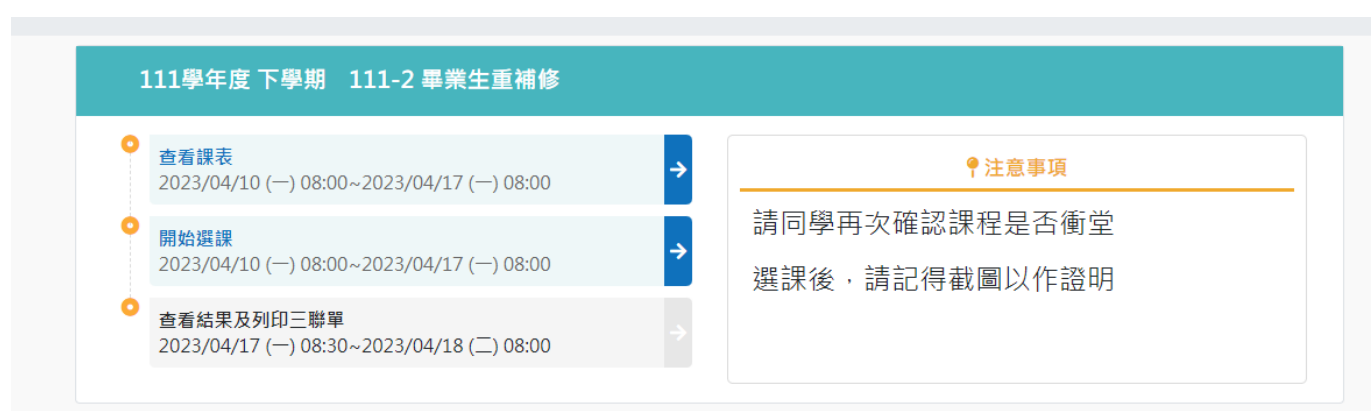 111學年度 下學期 111-2 畢業生重補修
查看課表
2023/04/10 (一) 08:00~2023/04/17 (一) 08:00
開始選課
2023/04/10 (一) 08:00~2023/04/17 (一) 08:00
查看結果及列印三聯單
2023/04/17 (一) 08:30~2023/04/18 (二) 08:00
注意事項
請同學再次確認課程是否衝堂
選課後，請記得截圖以作證明